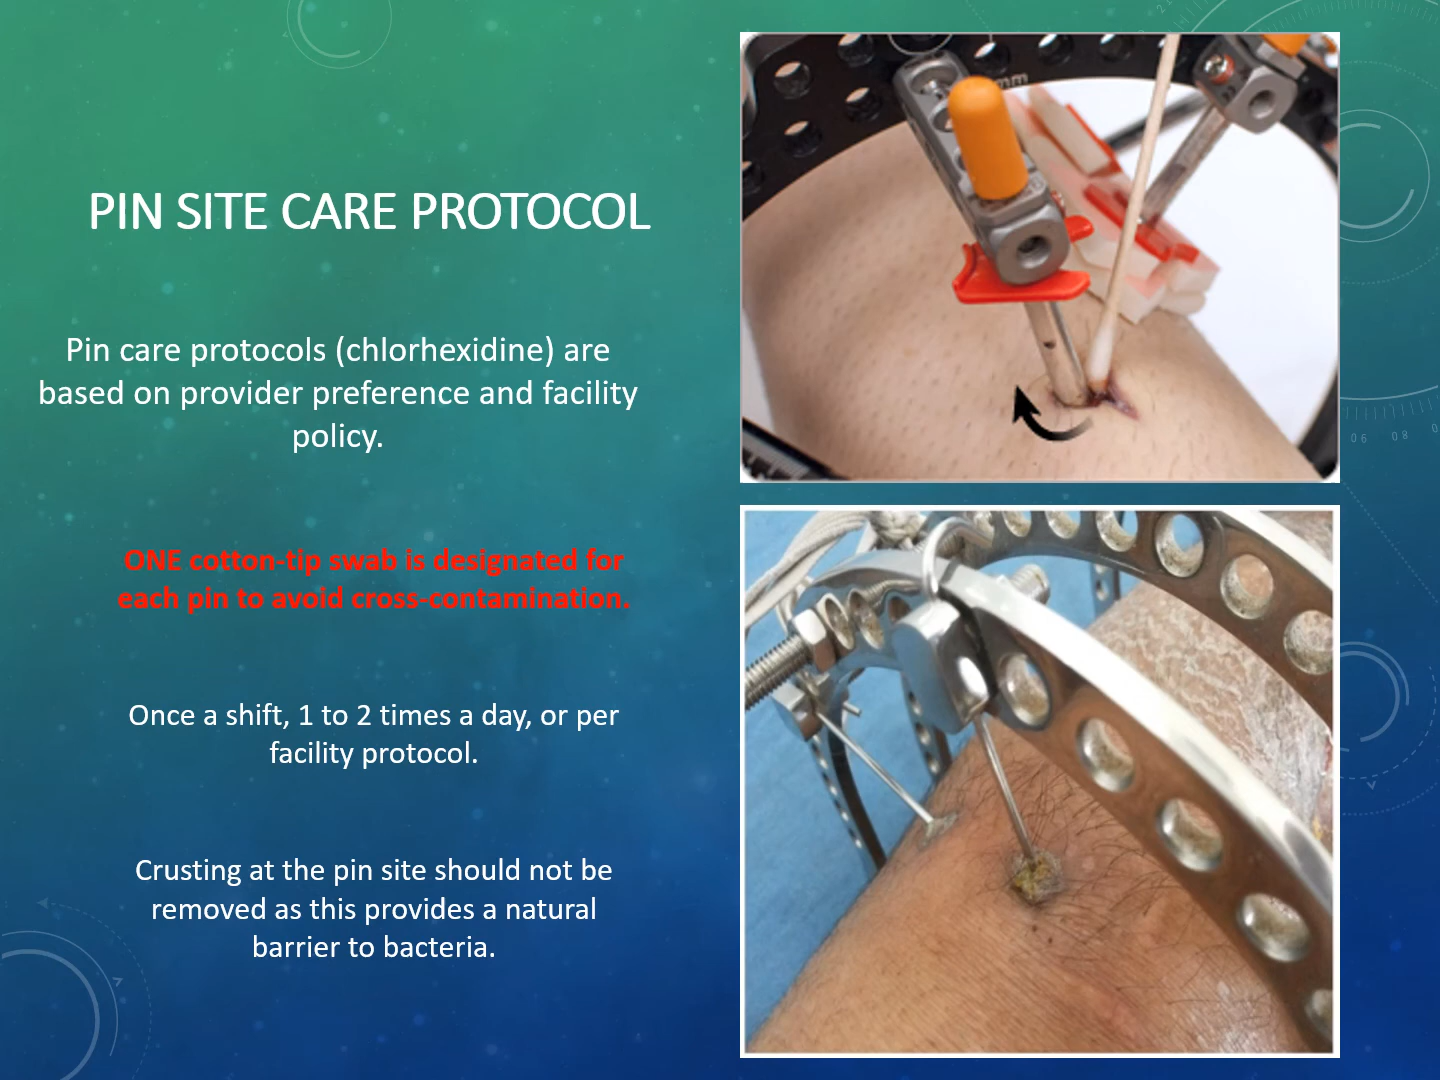 PIN SITE CARE PROTOCOL
Pin care protocols (chlorhexidine) are
based on provider preference and facility
policy.
ONE cotton-tip swab is designated for
each pin to avoid cross-contamination.
Once a shift, 1 to 2 times a day, or per
facility protocol.
Crusting at the pin site should not be
removed as this provides a natural
barrier to bacteria.
mm